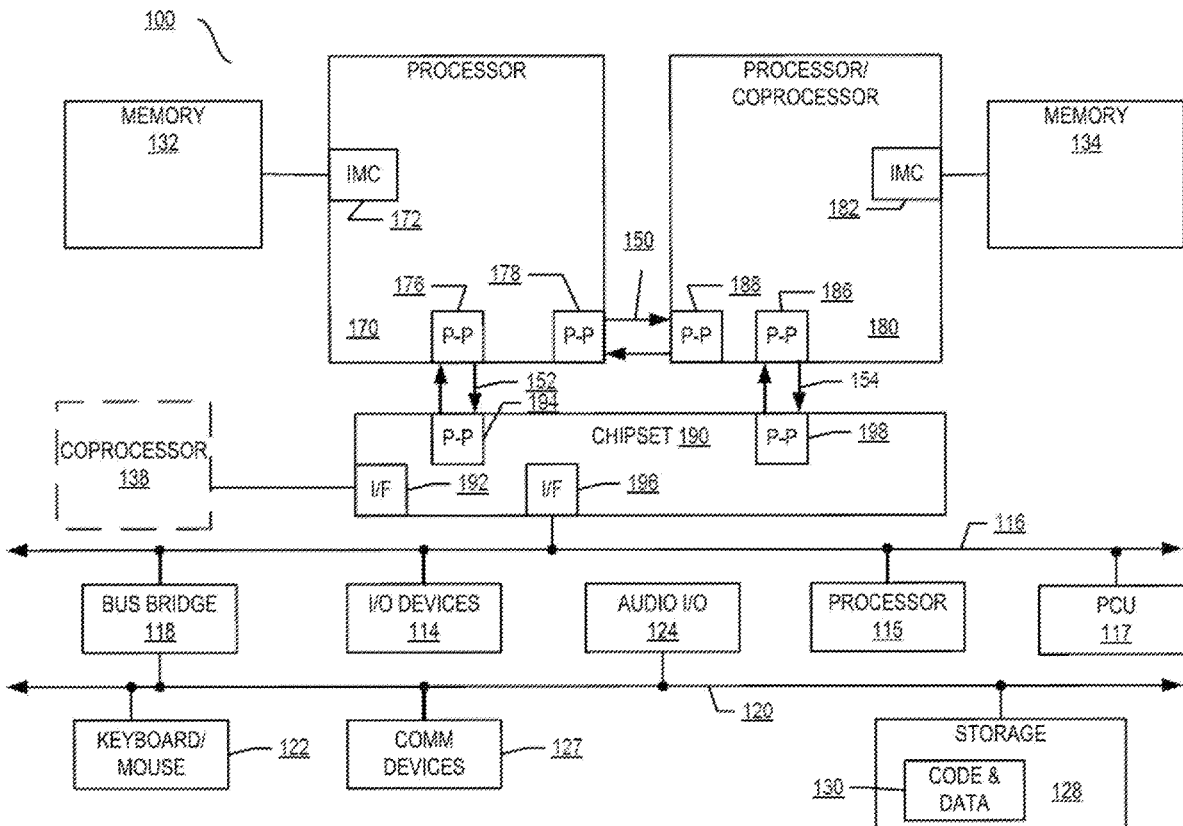 100
PROCESSOR
PROCESSOR/
COPROCESSOR
MEMORY
132
MEMORY
134
IMC
172
IMC
182
150
176
178
188
186
170
P-P
P-P
P-P
P-P
180
152
154
194
P-P
CHIPSET 190
P-P
198
COPROCESSOR
138
I/F
192
I/F
196
116
BUS BRIDGE
118
I/O DEVICES
114
AUDIO I/O
124
PROCESSOR
115
PCU
117
120
KEYBOARD/
MOUSE
122
COMM
DEVICES
127
STORAGE
130
CODE &
DATA
128